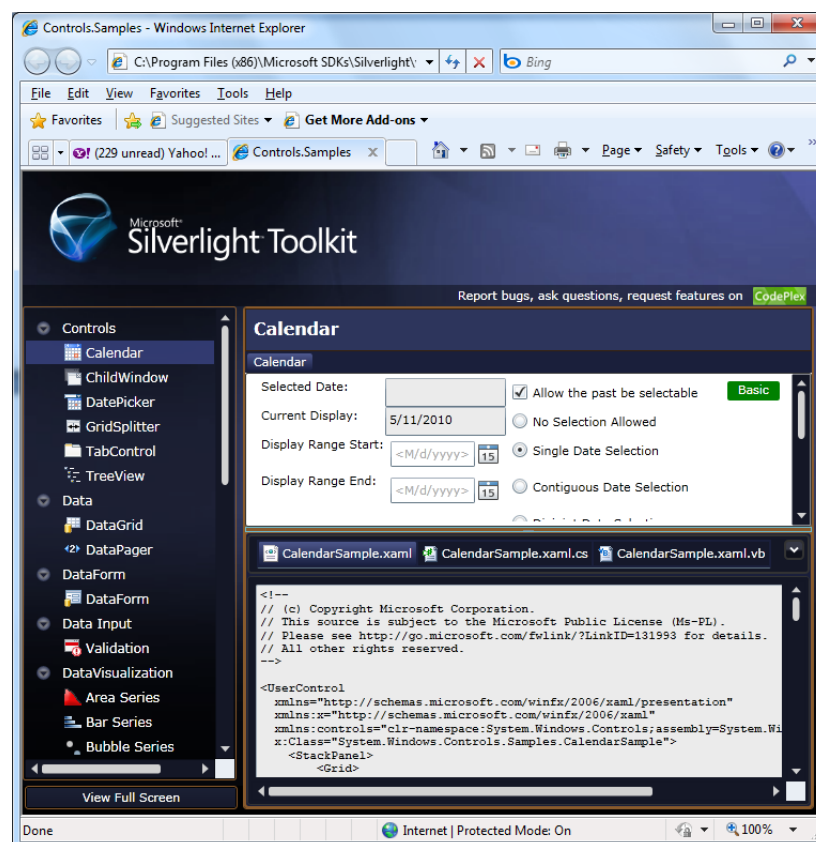 Controls.Samples - Windows Internet Explorer
C:\Program Files (x86)\Microsoft SDKs\Silverlight\
Bing
File Edit View Favorites Tools Help
Favorites Suggested Sites Get More Add-ons
(229 unread) Yahoo! ... Controls.Samples x Page Safety Tools »
Microsoft®
Silverlight Toolkit
Report bugs, ask questions, request features on CodePlex
Controls
Calendar
ChildWindow
DatePicker
GridSplitter
TabControl
TreeView
Data
DataGrid
DataPager
DataForm
DataForm
Data Input
Validation
DataVisualization
Area Series
Bar Series
Bubble Series
View Full Screen
Calendar
Calendar
Selected Date:
Allow the past be selectable
Basic
Current Display: 5/11/2010
No Selection Allowed
Display Range Start: <M/d/yyyy> 15
Single Date Selection
Display Range End: <M/d/yyyy> 15
Contiguous Date Selection
CalendarSample.xaml CalendarSample.xaml.cs CalendarSample.xaml.vb
<!--
// (c) Copyright Microsoft Corporation.
// This source is subject to the Microsoft Public License (Ms-PL).
// Please see http://go.microsoft.com/fwlink/?LinkID=131993 for details.
// All other rights reserved.
-->
<UserControl
xmlns="http://schemas.microsoft.com/winfx/2006/xaml/presentation"
xmlns:x="http://schemas.microsoft.com/winfx/2006/xaml"
xmlns:controls="clr-namespace:System.Windows.Controls;assembly=System.Wi
x:Class="System.Windows.Controls.Samples.CalendarSample">
<StackPanel>
<Grid>
Done
Internet | Protected Mode: On
100%